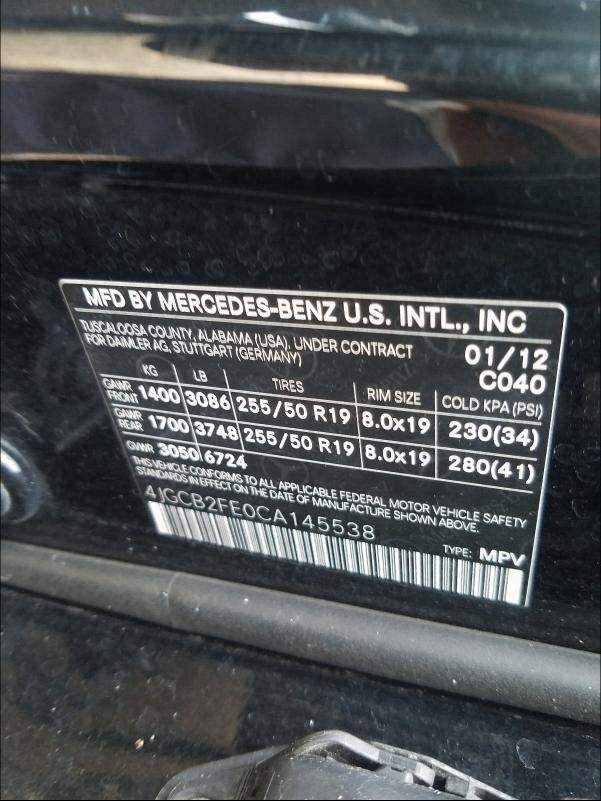 MFD BY MERCEDES-BENZ U.S. INTL., INC
TUSCALOOSA COUNTY, ALABAMA (USA). UNDER CONTRACT
FOR DAIMLER AG, STUTTGART (GERMANY)
01/12
C040
KG LB TIRES RIM SIZE COLD KPA (PSI)
GAWR FRONT 1400 3086 255/50 R19 8.0x19 230(34)
GAWR REAR 1700 3748 255/50 R19 8.0x19 280(41)
GVWR 3050 6724
THIS VEHICLE CONFORMS TO ALL APPLICABLE FEDERAL MOTOR VEHICLE SAFETY
STANDARDS IN EFFECT ON THE DATE OF MANUFACTURE SHOWN ABOVE.
4JGCB2FE0CA145538
TYPE: MPV